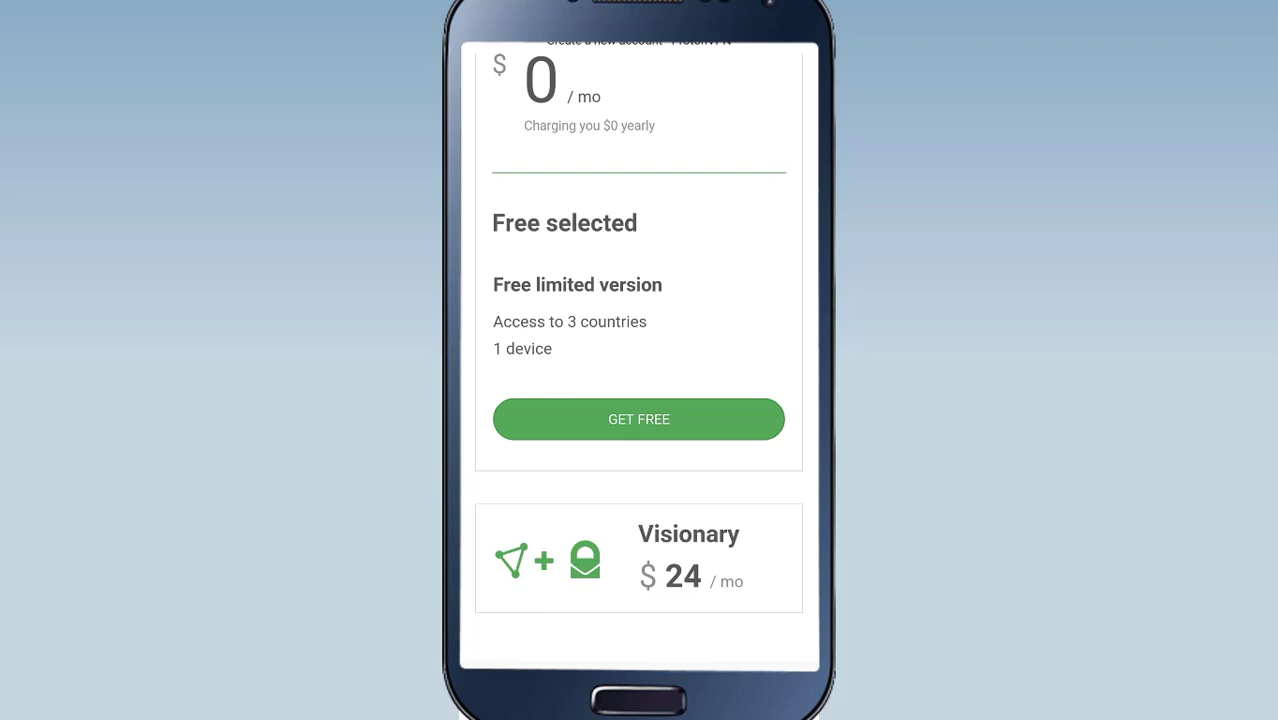 Create a new account - ProtonVPN
$ 0 / mo
Charging you $0 yearly
Free selected
Free limited version
Access to 3 countries
1 device
GET FREE
Visionary
$ 24 / mo